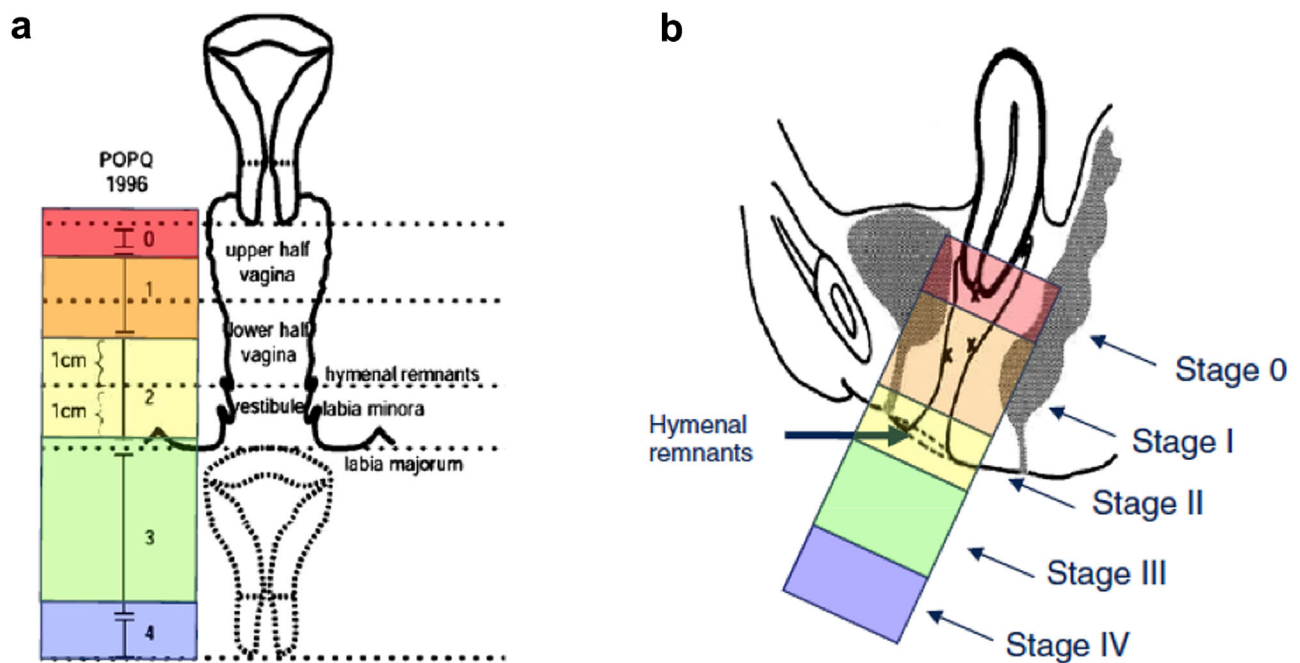 a
POPQ
1996
0
1
1cm
2
1cm
3
4
upper half
vagina
lower half
vagina
hymenal remnants
vestibule
labia minora
labia majorum
b
Hymenal
remnants
Stage 0
Stage I
Stage II
Stage III
Stage IV